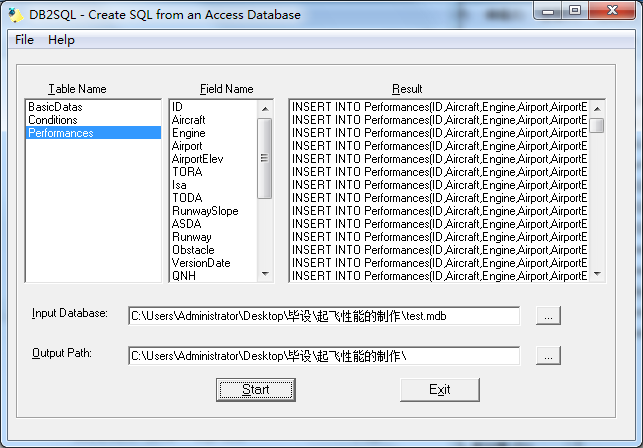 DB2SQL - Create SQL from an Access Database
File Help
Table Name
BasicDatas
Conditions
Performances
Field Name
ID
Aircraft
Engine
Airport
AirportElev
TORA
Isa
TODA
RunwaySlope
ASDA
Runway
Obstacle
VersionDate
QNH
Result
INSERT INTO Performances(ID,Aircraft,Engine,Airport,AirportE
INSERT INTO Performances(ID,Aircraft,Engine,Airport,AirportE
INSERT INTO Performances(ID,Aircraft,Engine,Airport,AirportE
INSERT INTO Performances(ID,Aircraft,Engine,Airport,AirportE
INSERT INTO Performances(ID,Aircraft,Engine,Airport,AirportE
INSERT INTO Performances(ID,Aircraft,Engine,Airport,AirportE
INSERT INTO Performances(ID,Aircraft,Engine,Airport,AirportE
INSERT INTO Performances(ID,Aircraft,Engine,Airport,AirportE
INSERT INTO Performances(ID,Aircraft,Engine,Airport,AirportE
INSERT INTO Performances(ID,Aircraft,Engine,Airport,AirportE
INSERT INTO Performances(ID,Aircraft,Engine,Airport,AirportE
INSERT INTO Performances(ID,Aircraft,Engine,Airport,AirportE
INSERT INTO Performances(ID,Aircraft,Engine,Airport,AirportE
INSERT INTO Performances(ID,Aircraft,Engine,Airport,AirportE
Input Database: C:\Users\Administrator\Desktop\毕设\起飞性能的制作\test.mdb ...
Output Path: C:\Users\Administrator\Desktop\毕设\起飞性能的制作\ ...
Start Exit